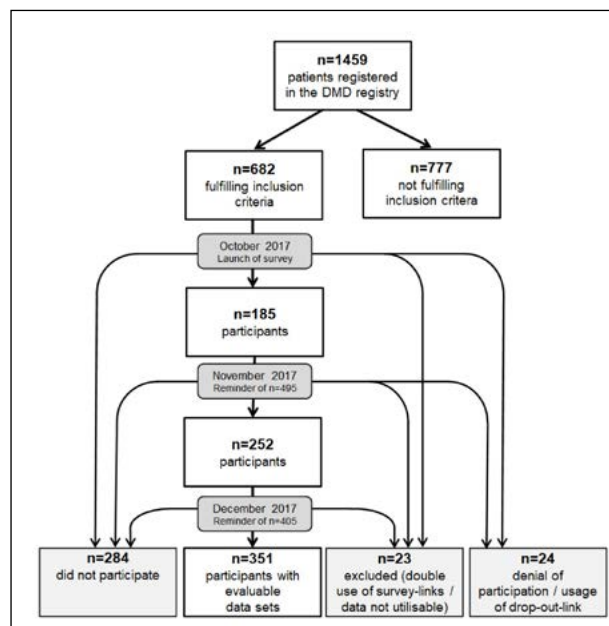 n=1459
patients registered
in the DMD registry
n=682
fulfilling inclusion
criteria
n=777
not fulfilling
inclusion critera
October 2017
Launch of survey
n=185
participants
November 2017
Reminder of n=495
n=252
participants
December 2017
Reminder of n=405
n=284
did not participate
n=351
participants with
evaluable
data sets
n=23
excluded (double
use of survey-links /
data not utilisable)
n=24
denial of
participation / usage
of drop-out-link